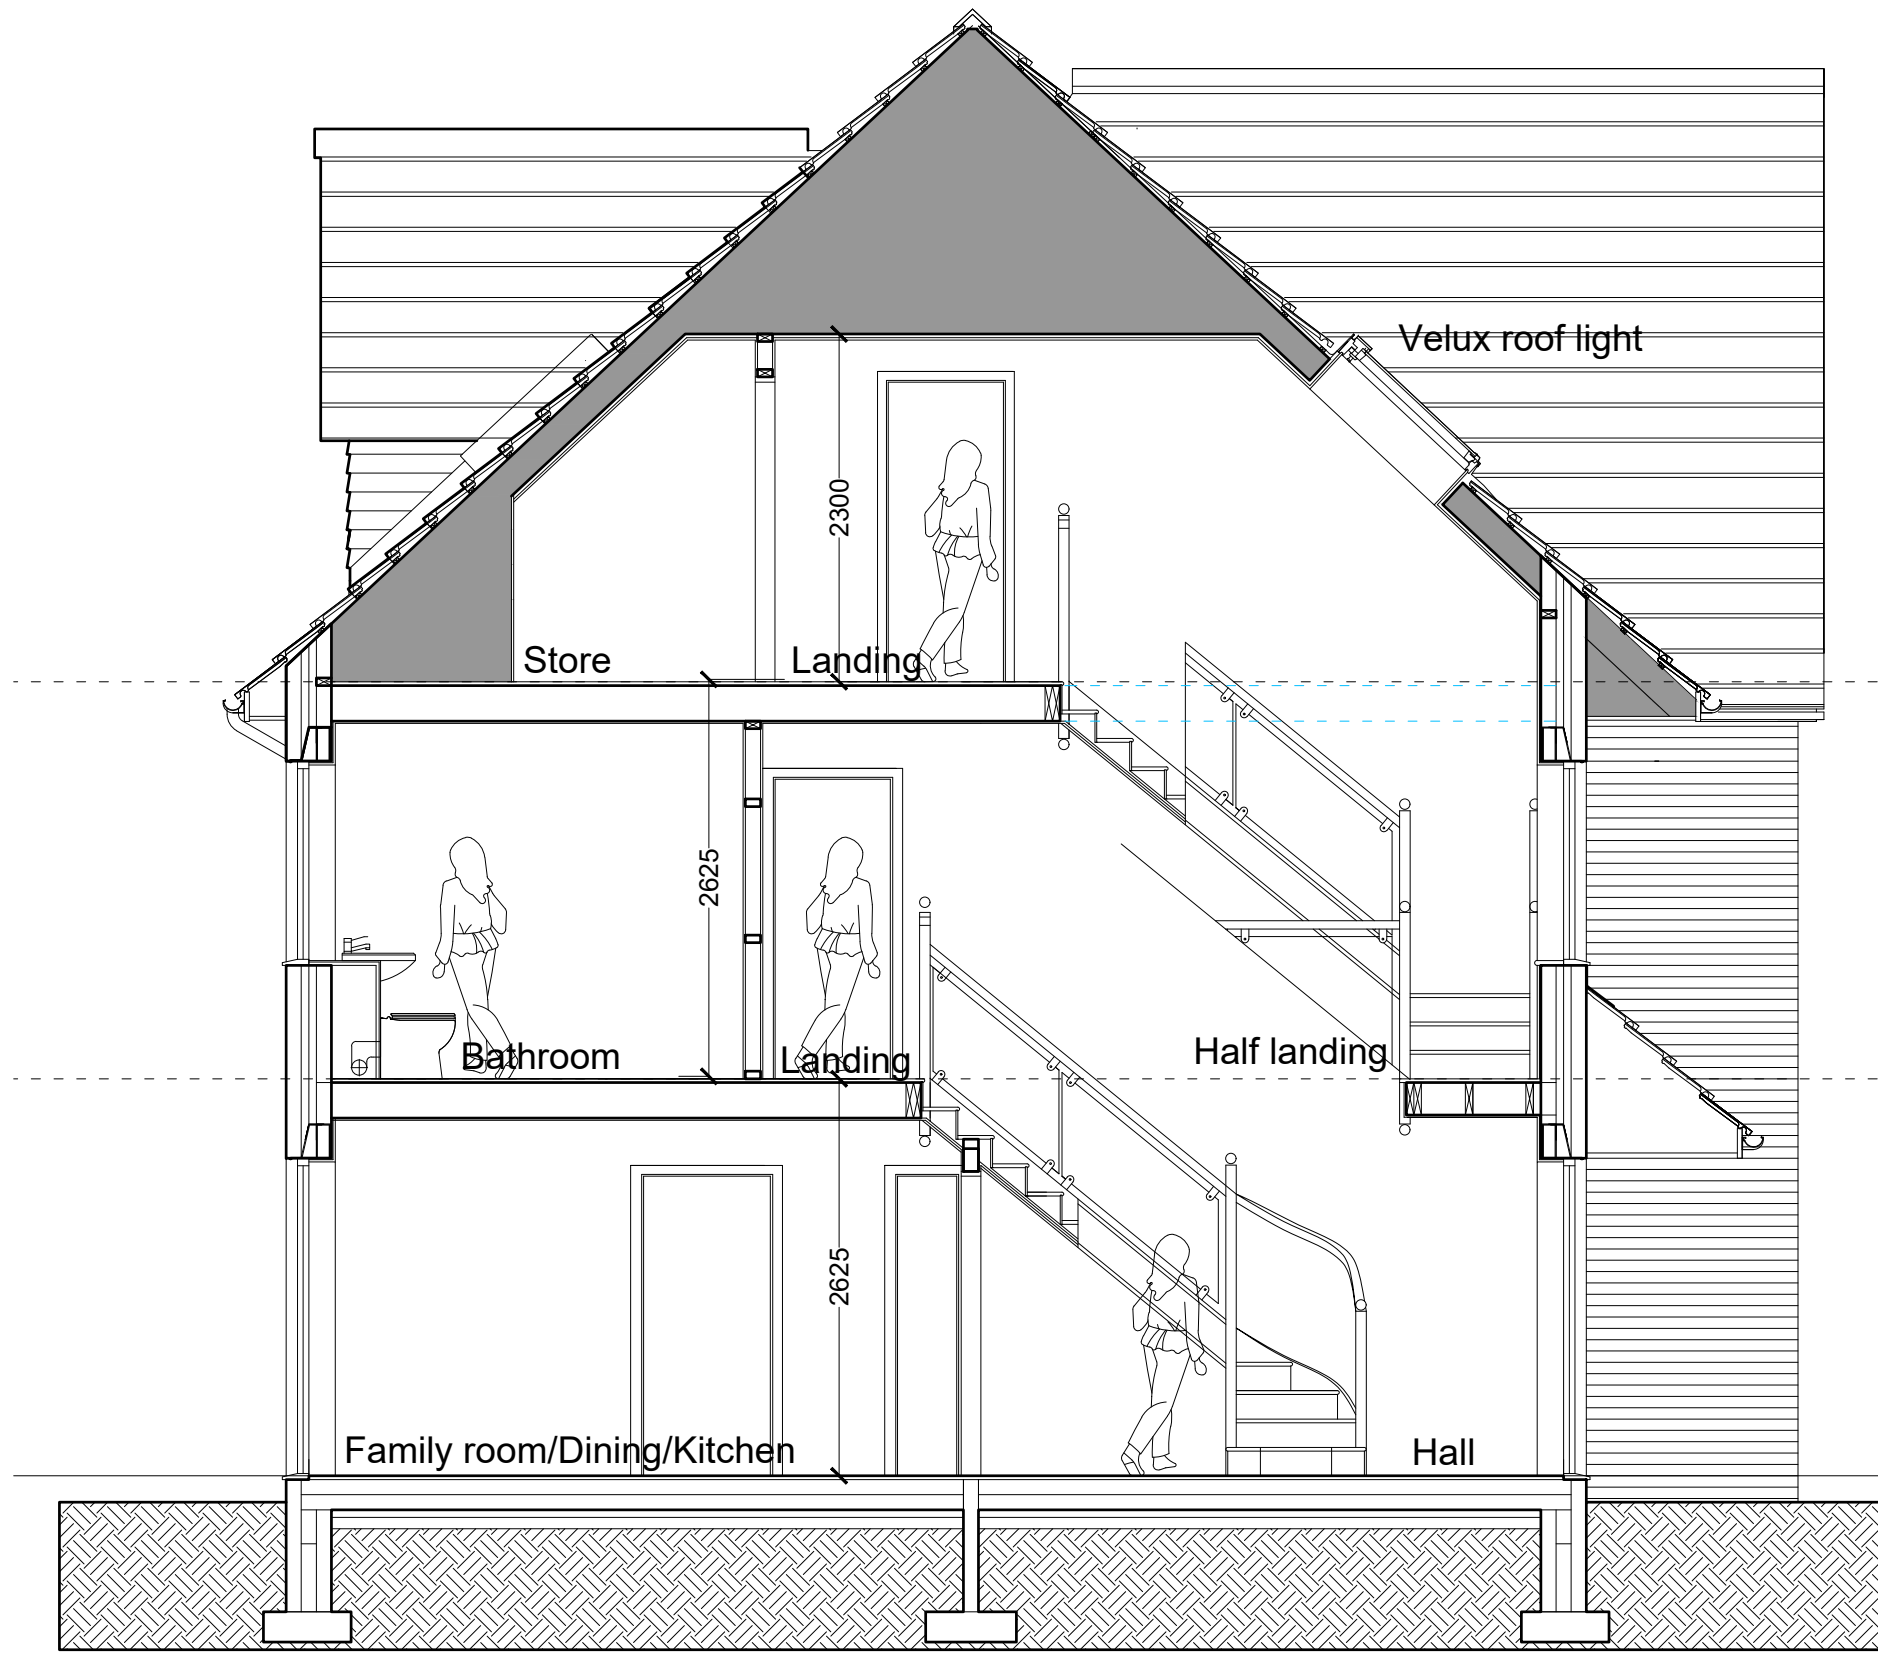 Velux roof light
2300
Store
Landing
2625
Bathroom
Landing
Half landing
2625
Family room/Dining/Kitchen
Hall